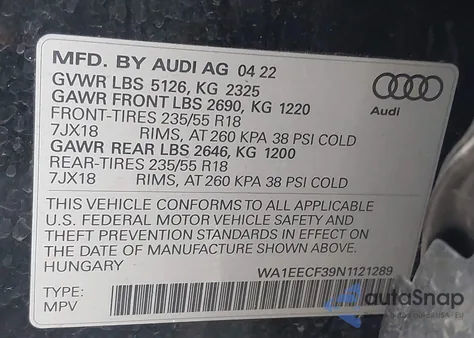 MFD. BY AUDI AG 04 22
GVWR LBS 5126, KG 2325
GAWR FRONT LBS 2690, KG 1220
FRONT-TIRES 235/55 R18
7JX18 RIMS, AT 260 KPA 38 PSI COLD
GAWR REAR LBS 2646, KG 1200
REAR-TIRES 235/55 R18
7JX18 RIMS, AT 260 KPA 38 PSI COLD
Audi
THIS VEHICLE CONFORMS TO ALL APPLICABLE
U.S. FEDERAL MOTOR VEHICLE SAFETY AND
THEFT PREVENTION STANDARDS IN EFFECT ON
THE DATE OF MANUFACTURE SHOWN ABOVE.
HUNGARY
WA1EECF39N1121289
TYPE:
MPV
autoSnap